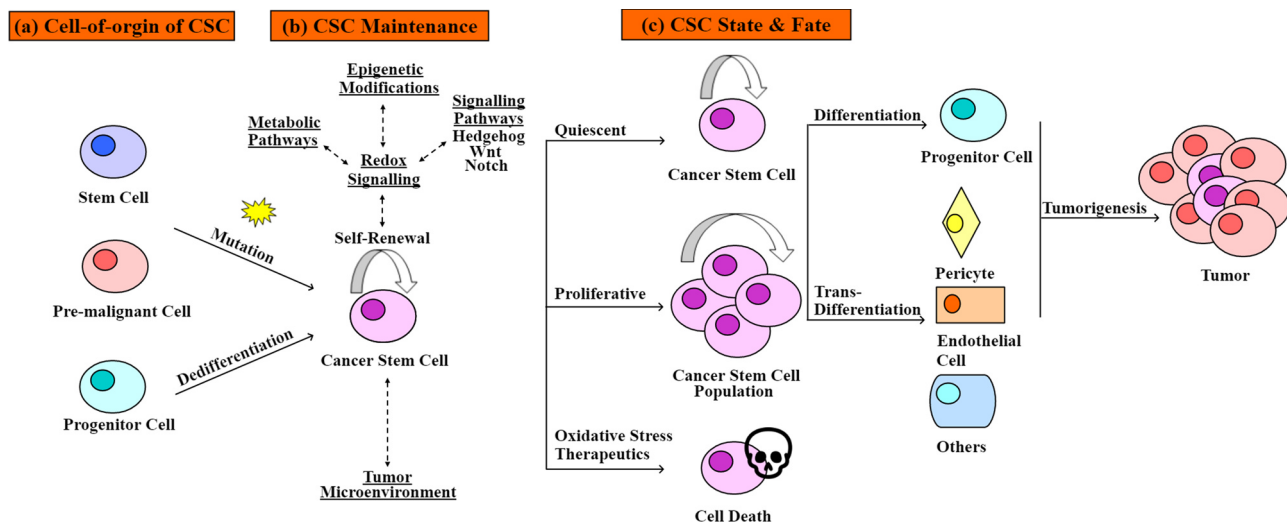 (a) Cell-of-orgin of CSC
Stem Cell
Pre-malignant Cell
Progenitor Cell
Mutation
Dedifferentiation
(b) CSC Maintenance
Epigenetic
Modifications
Metabolic
Pathways
Signalling
Pathways
Hedgehog
Wnt
Notch
Redox
Signalling
Self-Renewal
Cancer Stem Cell
Tumor
Microenvironment
(c) CSC State & Fate
Quiescent
Cancer Stem Cell
Proliferative
Cancer Stem Cell
Population
Oxidative Stress
Therapeutics
Cell Death
Differentiation
Progenitor Cell
Trans-
Differentiation
Pericyte
Endothelial
Cell
Others
Tumorigenesis
Tumor